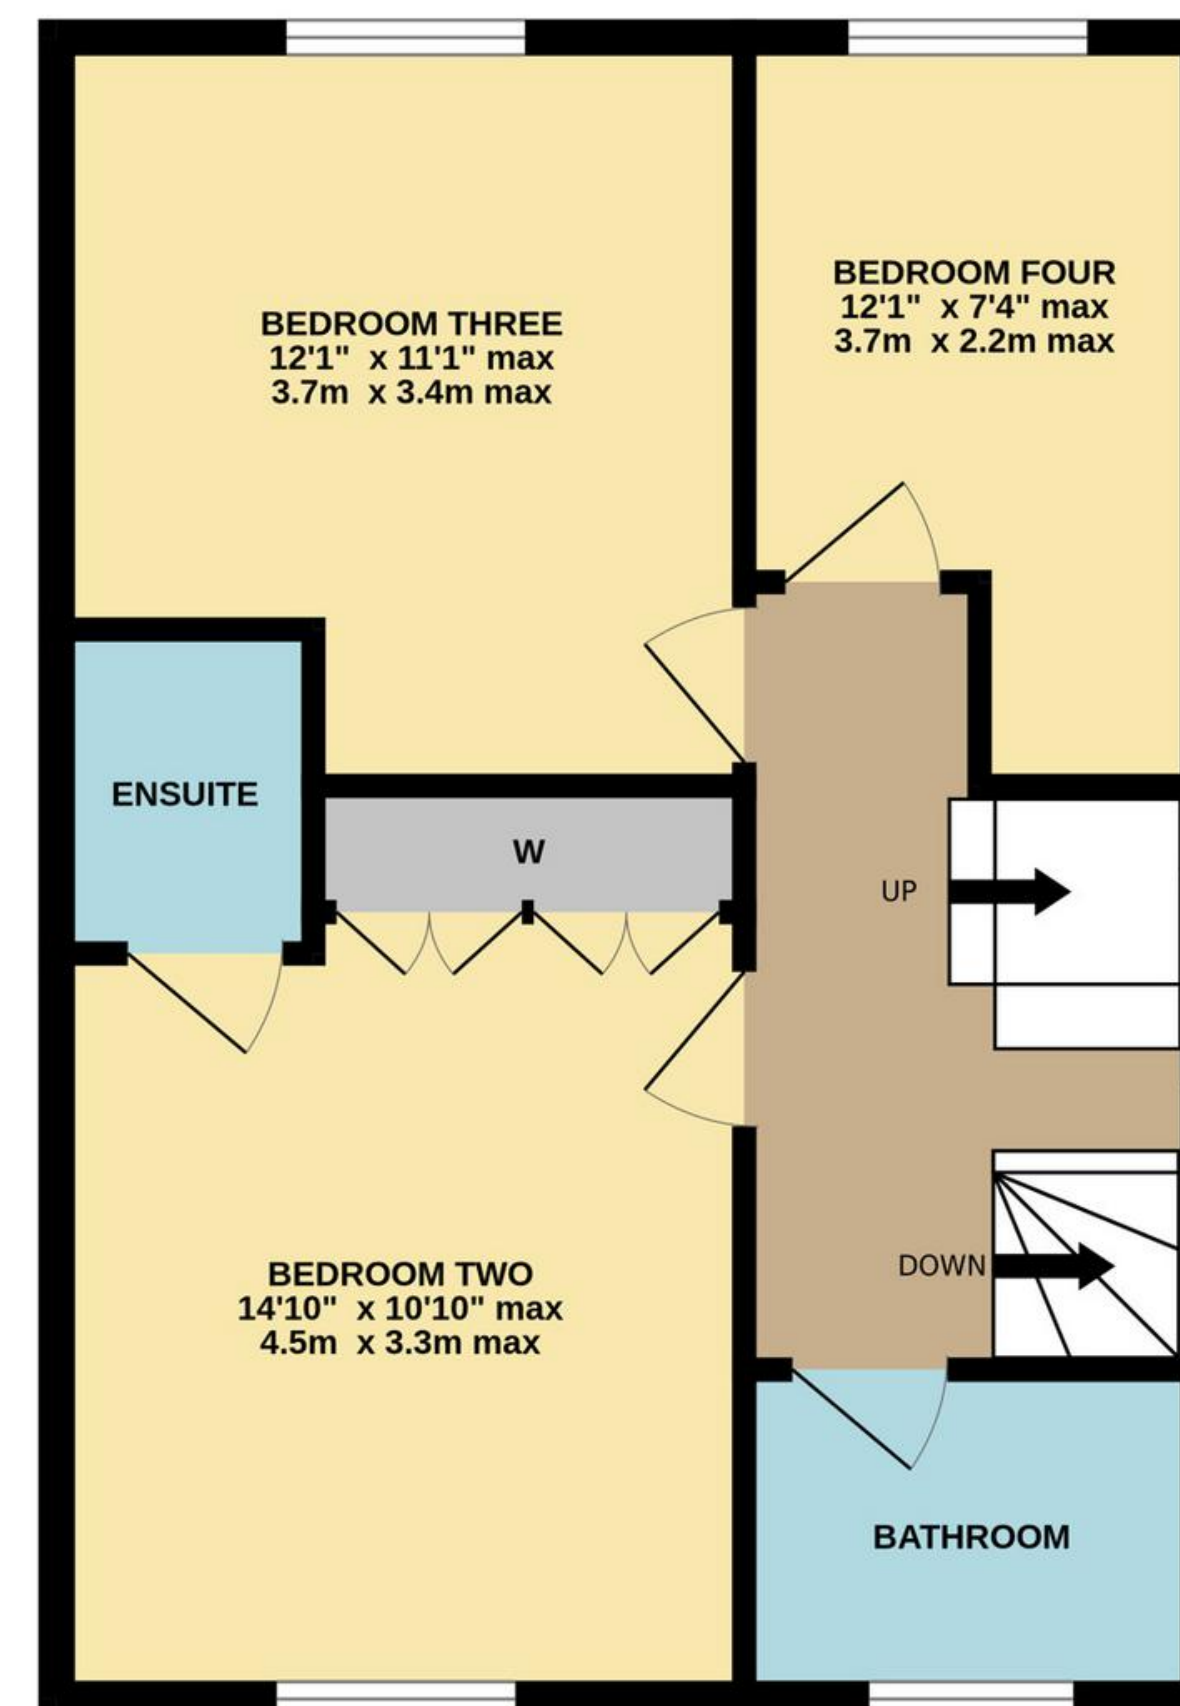 BEDROOM THREE
12'1"  x 11'1" max
3.7m  x 3.4m max
BEDROOM FOUR
12'1"  x 7'4" max
3.7m  x 2.2m max
ENSUITE
W
UP
DOWN
BEDROOM TWO
14'10"  x 10'10" max
4.5m  x 3.3m max
BATHROOM